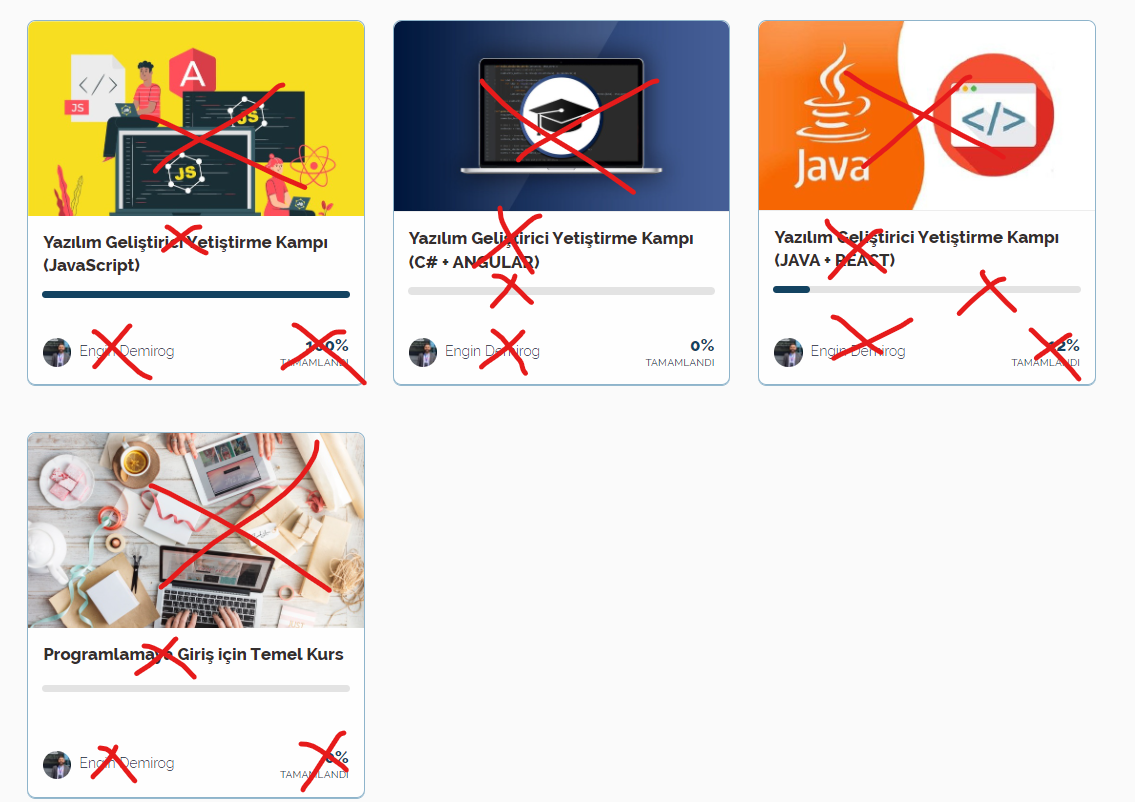 JS
A
JS
JS
Yazılım Geliştirici Yetiştirme Kampı
(JavaScript)
Engin Demirog
100%
TAMAMLANDI
Yazılım Geliştirici Yetiştirme Kampı
(C# + ANGULAR)
Engin Demirog
0%
TAMAMLANDI
</>
Java
</>
Yazılım Geliştirici Yetiştirme Kampı
(JAVA + REACT)
Engin Demirog
TAMAMLANDI
Programlamaya Giriş için Temel Kurs
Engin Demirog
0%
TAMAMLANDI